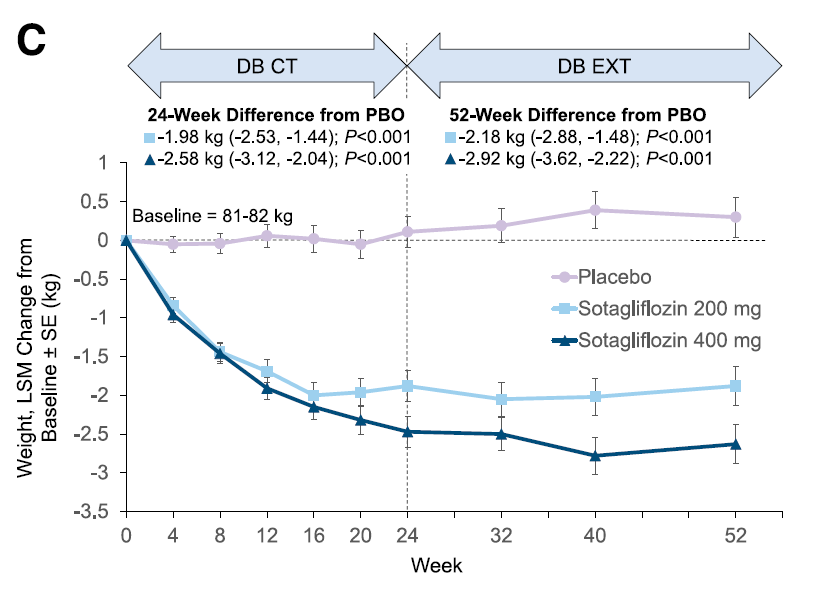 C
DB CT
DB EXT
24-Week Difference from PBO
-1.98 kg (-2.53, -1.44); P<0.001
-2.58 kg (-3.12, -2.04); P<0.001
52-Week Difference from PBO
-2.18 kg (-2.88, -1.48); P<0.001
-2.92 kg (-3.62, -2.22); P<0.001
Weight, LSM Change from
Baseline ± SE (kg)
1
0.5
0
-0.5
-1
-1.5
-2
-2.5
-3
-3.5
Baseline = 81-82 kg
Placebo
Sotagliflozin 200 mg
Sotagliflozin 400 mg
0 4 8 12 16 20 24 32 40 52
Week